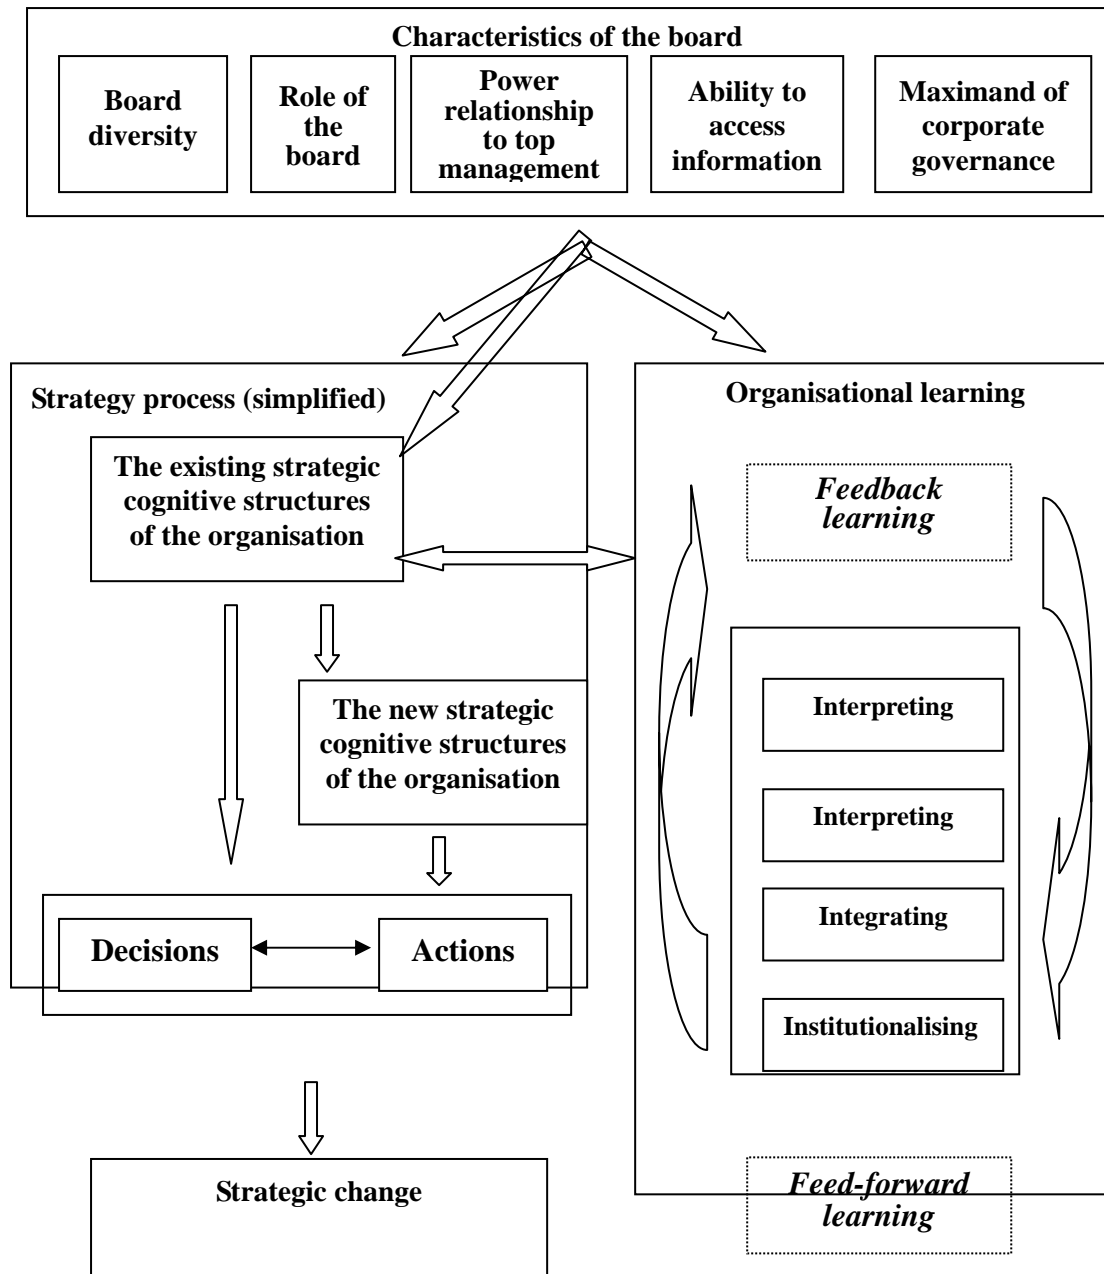 Characteristics of the board
Board
diversity
Role of
the
board
Power
relationship
to top
management
Ability to
access
information
Maximand of
corporate
governance
Strategy process (simplified)
The existing strategic
cognitive structures
of the organisation
The new strategic
cognitive structures
of the organisation
Decisions
Actions
Strategic change
Organisational learning
Feedback
learning
Interpreting
Interpreting
Integrating
Institutionalising
Feed-forward
learning